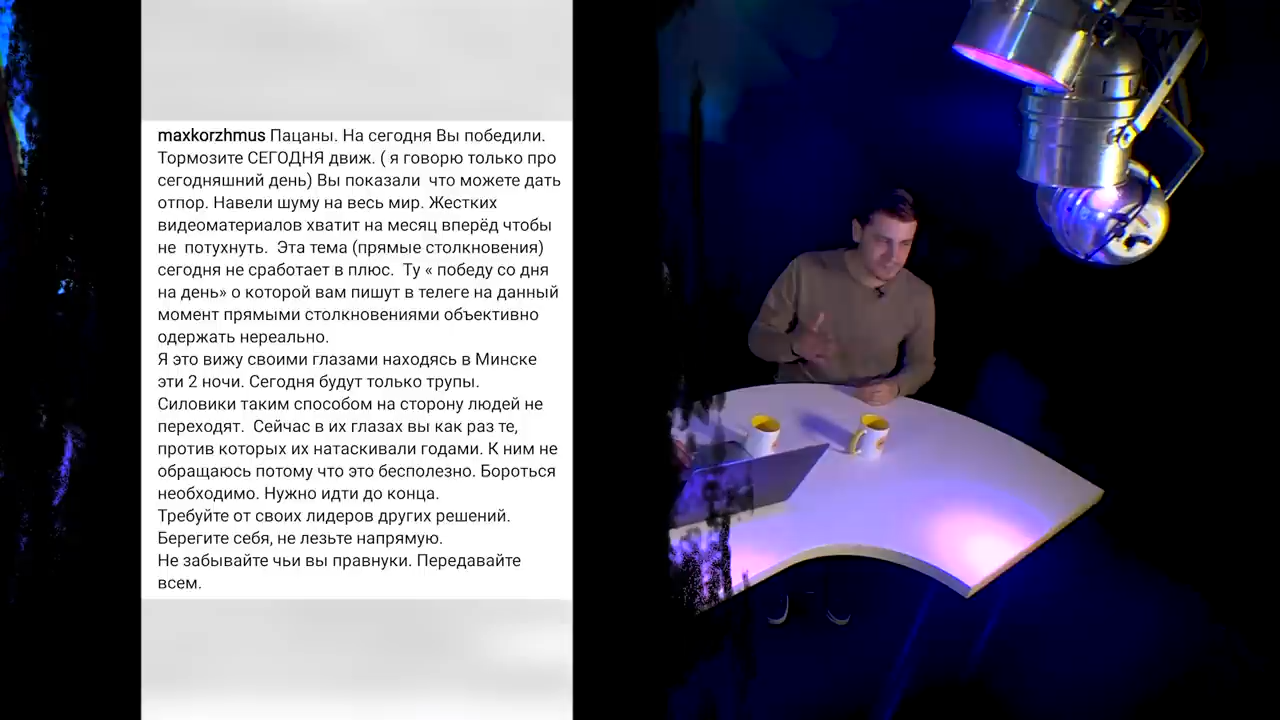 maxkorzhmus Пацаны. На сегодня Вы победили.
Тормозите СЕГОДНЯ движ. ( я говорю только про
сегодняшний день) Вы показали  что можете дать
отпор. Навели шуму на весь мир. Жестких
видеоматериалов хватит на месяц вперёд чтобы
не  потухнуть.  Эта тема (прямые столкновения)
сегодня не сработает в плюс.  Ту « победу со дня
на день» о которой вам пишут в телеге на данный
момент прямыми столкновениями объективно
одержать нереально.
Я это вижу своими глазами находясь в Минске
эти 2 ночи. Сегодня будут только трупы.
Силовики таким способом на сторону людей не
переходят.  Сейчас в их глазах вы как раз те,
против которых их натаскивали годами. К ним не
обращаюсь потому что это бесполезно. Бороться
необходимо. Нужно идти до конца.
Требуйте от своих лидеров других решений.
Берегите себя, не лезьте напрямую.
Не забывайте чьи вы правнуки. Передавайте
всем.